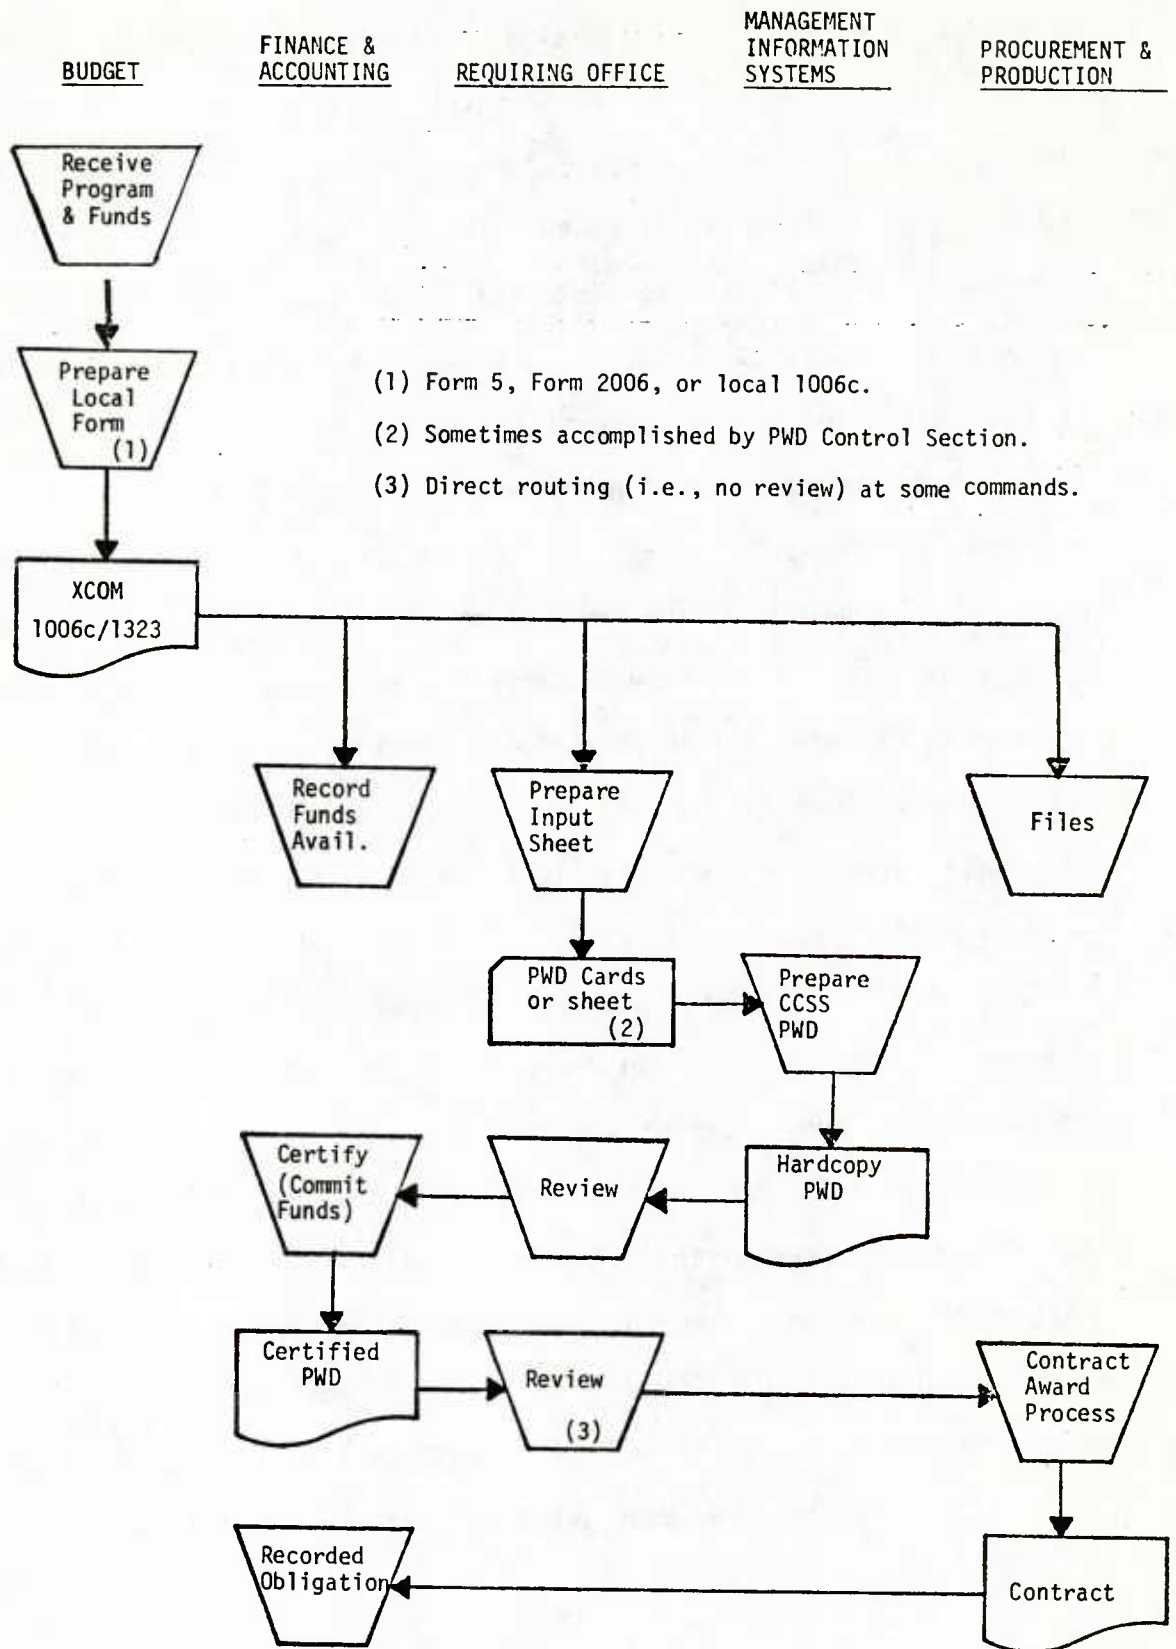 BUDGET
FINANCE &
ACCOUNTING
REQUIRING OFFICE
MANAGEMENT
INFORMATION
SYSTEMS
PROCUREMENT &
PRODUCTION
Receive
Program
& Funds
Prepare
Local
Form
(1)
(1) Form 5, Form 2006, or local 1006c.
(2) Sometimes accomplished by PWD Control Section.
(3) Direct routing (i.e., no review) at some commands.
XCOM
1006c/1323
Record
Funds
Avail.
Prepare
Input
Sheet
Files
PWD Cards
or sheet
(2)
Prepare
CCSS
PWD
Certify
(Commit
Funds)
Review
Hardcopy
PWD
Certified
PWD
Review
(3)
Contract
Award
Process
Recorded
Obligation
Contract